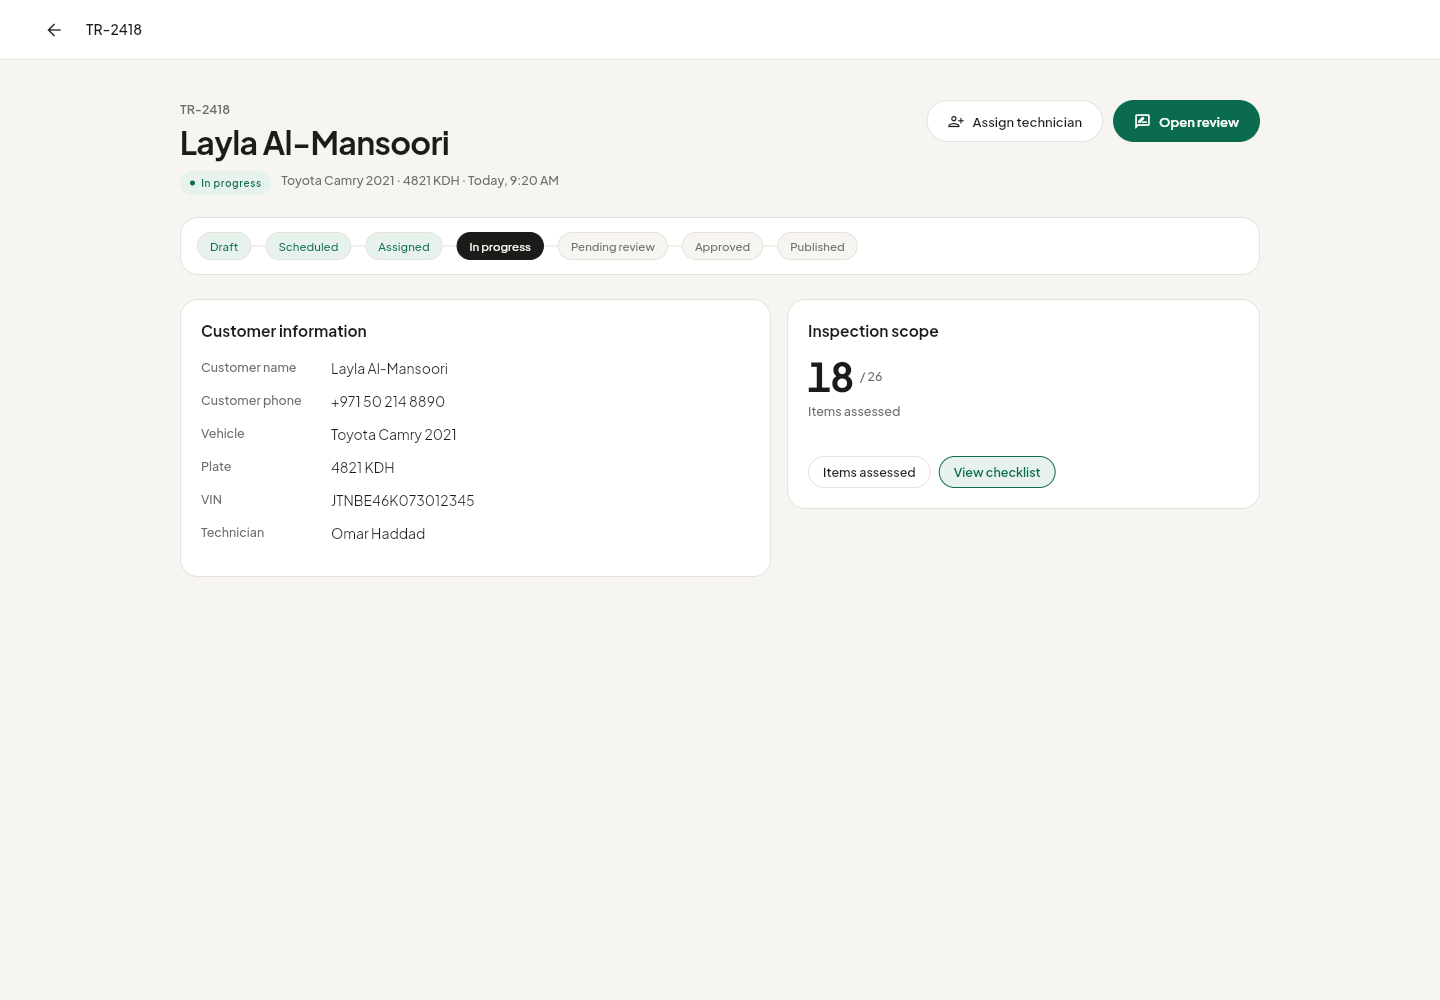 TR-2418
TR-2418
Layla Al-Mansoori
Assign technician
Open review
In progress
Toyota Camry 2021 · 4821 KDH · Today, 9:20 AM
Draft
Scheduled
Assigned
In progress
Pending review
Approved
Published
Customer information
Customer name Layla Al-Mansoori
Customer phone +971 50 214 8890
Vehicle Toyota Camry 2021
Plate 4821 KDH
VIN JTNBE46K073012345
Technician Omar Haddad
Inspection scope
18 / 26
Items assessed
Items assessed
View checklist